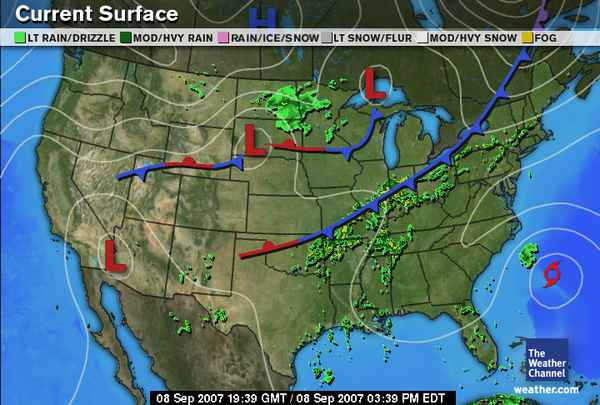 Current Surface
LT RAIN/DRIZZLE MOD/HVY RAIN RAIN/ICE/SNOW LT SNOW/FLUR MOD/HVY SNOW FOG
H
L
L
L
The
Weather
Channel
weather.com
08 Sep 2007 19:39 GMT / 08 Sep 2007 03:39 PM EDT